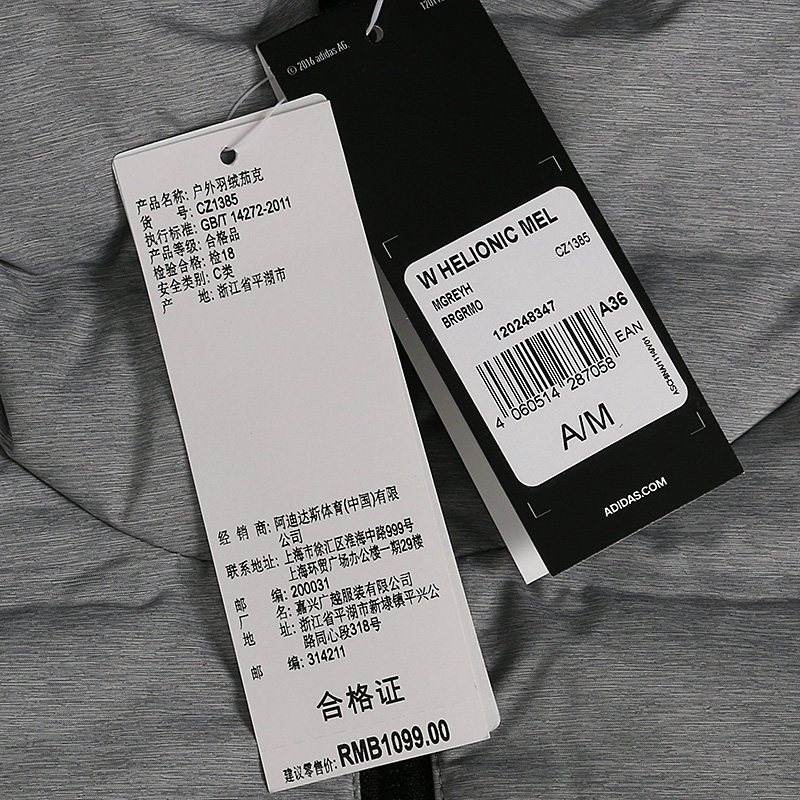 © 2016 adidas AG.
产品名称: 户外羽绒茄克
货 号: CZ1385
执行标准: GB/T 14272-2011
产品等级: 合格品
检验合格: 检18
安全类别: C类
产 地: 浙江省平湖市
经 销 商: 阿迪达斯体育(中国)有限
公司
联系地址: 上海市徐汇区淮海中路999号
上海环贸广场办公楼一期29楼
邮 编: 200031
厂 名: 嘉兴广越服装有限公司
地 址: 浙江省平湖市新埭镇平兴公
路同心段318号
邮 编: 314211
合格证
建议零售价: RMB1099.00
W HELIONIC MEL
CZ1385
MGREYH
BRGRMO
120248347
A36
EAN
4 060514 287058
A/M
ADIDAS.COM